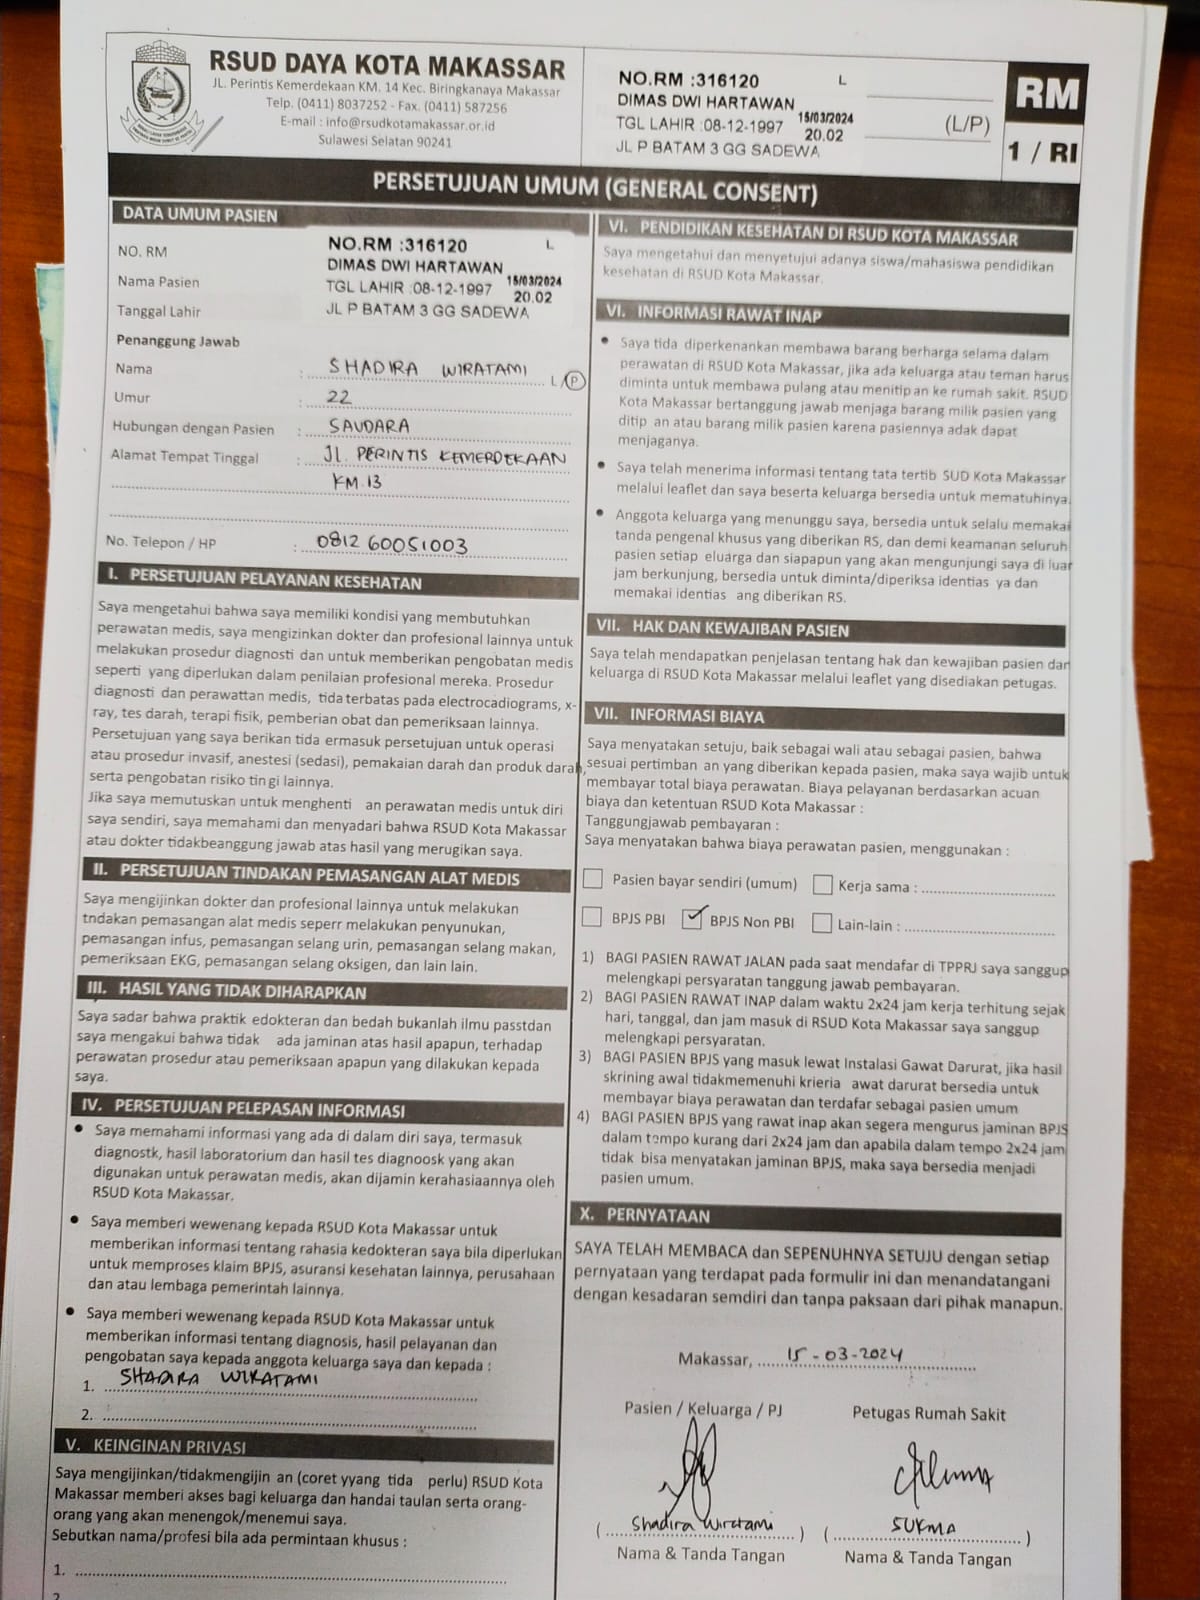 RSUD DAYA KOTA MAKASSAR
JL. Perintis Kemerdekaan KM. 14 Kec. Biringkanaya Makassar
Telp. (0411) 8037252 - Fax. (0411) 587256
E-mail : info@rsudkotamakassar.or.id
Sulawesi Selatan 90241
NO.RM :316120 L
DIMAS DWI HARTAWAN
TGL LAHIR :08-12-1997 15/03/2024
20.02
JL P BATAM 3 GG SADEWA
(L/P)
RM
1 / RI
PERSETUJUAN UMUM (GENERAL CONSENT)
DATA UMUM PASIEN
NO. RM
Nama Pasien
Tanggal Lahir
NO.RM :316120 L
DIMAS DWI HARTAWAN
TGL LAHIR :08-12-1997 15/03/2024
20.02
JL P BATAM 3 GG SADEWA
Penanggung Jawab
Nama : SHADIRA WIRATAMI L/P
Umur : 22
Hubungan dengan Pasien : SAUDARA
Alamat Tempat Tinggal : Jl. PERINTIS KEMERDEKAAN
KM.13
No. Telepon / HP : 081260051003
I. PERSETUJUAN PELAYANAN KESEHATAN
Saya mengetahui bahwa saya memiliki kondisi yang membutuhkan
perawatan medis, saya mengizinkan dokter dan profesional lainnya untuk
melakukan prosedur diagnosti dan untuk memberikan pengobatan medis
seperti yang diperlukan dalam penilaian profesional mereka. Prosedur
diagnosti dan perawattan medis, tida terbatas pada electrocadiograms, x-
ray, tes darah, terapi fisik, pemberian obat dan pemeriksaan lainnya.
Persetujuan yang saya berikan tida ermasuk persetujuan untuk operasi
atau prosedur invasif, anestesi (sedasi), pemakaian darah dan produk darah,
serta pengobatan risiko tin gi lainnya.
Jika saya memutuskan untuk menghenti an perawatan medis untuk diri
saya sendiri, saya memahami dan menyadari bahwa RSUD Kota Makassar
atau dokter tidakbeanggung jawab atas hasil yang merugikan saya.
II. PERSETUJUAN TINDAKAN PEMASANGAN ALAT MEDIS
Saya mengijinkan dokter dan profesional lainnya untuk melakukan
tndakan pemasangan alat medis seperr melakukan penyunukan,
pemasangan infus, pemasangan selang urin, pemasangan selang makan,
pemeriksaan EKG, pemasangan selang oksigen, dan lain lain.
III. HASIL YANG TIDAK DIHARAPKAN
Saya sadar bahwa praktik edokteran dan bedah bukanlah ilmu passtdan
saya mengakui bahwa tidak ada jaminan atas hasil apapun, terhadap
perawatan prosedur atau pemeriksaan apapun yang dilakukan kepada
saya.
IV. PERSETUJUAN PELEPASAN INFORMASI
• Saya memahami informasi yang ada di dalam diri saya, termasuk
diagnostk, hasil laboratorium dan hasil tes diagnoosk yang akan
digunakan untuk perawatan medis, akan dijamin kerahasiaannya oleh
RSUD Kota Makassar.
• Saya memberi wewenang kepada RSUD Kota Makassar untuk
memberikan informasi tentang rahasia kedokteran saya bila diperlukan
untuk memproses klaim BPJS, asuransi kesehatan lainnya, perusahaan
dan atau lembaga pemerintah lainnya.
• Saya memberi wewenang kepada RSUD Kota Makassar untuk
memberikan informasi tentang diagnosis, hasil pelayanan dan
pengobatan saya kepada anggota keluarga saya dan kepada :
1. SHADIRA WIRATAMI
2.
V. KEINGINAN PRIVASI
Saya mengijinkan/tidakmengijin an (coret yyang tida perlu) RSUD Kota
Makassar memberi akses bagi keluarga dan handai taulan serta orang-
orang yang akan menengok/menemui saya.
Sebutkan nama/profesi bila ada permintaan khusus :
1.
2
VI. PENDIDIKAN KESEHATAN DI RSUD KOTA MAKASSAR
Saya mengetahui dan menyetujui adanya siswa/mahasiswa pendidikan
kesehatan di RSUD Kota Makassar.
VI. INFORMASI RAWAT INAP
• Saya tida diperkenankan membawa barang berharga selama dalam
perawatan di RSUD Kota Makassar, jika ada keluarga atau teman harus
diminta untuk membawa pulang atau menitip an ke rumah sakit. RSUD
Kota Makassar bertanggung jawab menjaga barang milik pasien yang
ditip an atau barang milik pasien karena pasiennya adak dapat
menjaganya.
• Saya telah menerima informasi tentang tata tertib SUD Kota Makassar
melalui leaflet dan saya beserta keluarga bersedia untuk mematuhinya.
• Anggota keluarga yang menunggu saya, bersedia untuk selalu memakai
tanda pengenal khusus yang diberikan RS, dan demi keamanan seluruh
pasien setiap eluarga dan siapapun yang akan mengunjungi saya di luar
jam berkunjung, bersedia untuk diminta/diperiksa identias ya dan
memakai identias ang diberikan RS.
VII. HAK DAN KEWAJIBAN PASIEN
Saya telah mendapatkan penjelasan tentang hak dan kewajiban pasien dar
keluarga di RSUD Kota Makassar melalui leaflet yang disediakan petugas.
VII. INFORMASI BIAYA
Saya menyatakan setuju, baik sebagai wali atau sebagai pasien, bahwa
sesuai pertimban an yang diberikan kepada pasien, maka saya wajib untuk
membayar total biaya perawatan. Biaya pelayanan berdasarkan acuan
biaya dan ketentuan RSUD Kota Makassar :
Tanggungjawab pembayaran :
Saya menyatakan bahwa biaya perawatan pasien, menggunakan :
Pasien bayar sendiri (umum) Kerja sama :
BPJS PBI ✓ BPJS Non PBI Lain-lain :
1) BAGI PASIEN RAWAT JALAN pada saat mendafar di TPPRJ saya sanggup
melengkapi persyaratan tanggung jawab pembayaran.
2) BAGI PASIEN RAWAT INAP dalam waktu 2x24 jam kerja terhitung sejak
hari, tanggal, dan jam masuk di RSUD Kota Makassar saya sanggup
melengkapi persyaratan.
3) BAGI PASIEN BPJS yang masuk lewat Instalasi Gawat Darurat, jika hasil
skrining awal tidakmemenuhi krieria awat darurat bersedia untuk
membayar biaya perawatan dan terdafar sebagai pasien umum
4) BAGI PASIEN BPJS yang rawat inap akan segera mengurus jaminan BPJS
dalam tempo kurang dari 2x24 jam dan apabila dalam tempo 2x24 jam
tidak bisa menyatakan jaminan BPJS, maka saya bersedia menjadi
pasien umum.
X. PERNYATAAN
SAYA TELAH MEMBACA dan SEPENUHNYA SETUJU dengan setiap
pernyataan yang terdapat pada formulir ini dan menandatangani
dengan kesadaran semdiri dan tanpa paksaan dari pihak manapun.
Makassar, 15-03-2024
Pasien / Keluarga / PJ Petugas Rumah Sakit
(Shadira Wiratami) (SUKMA)
Nama & Tanda Tangan Nama & Tanda Tangan